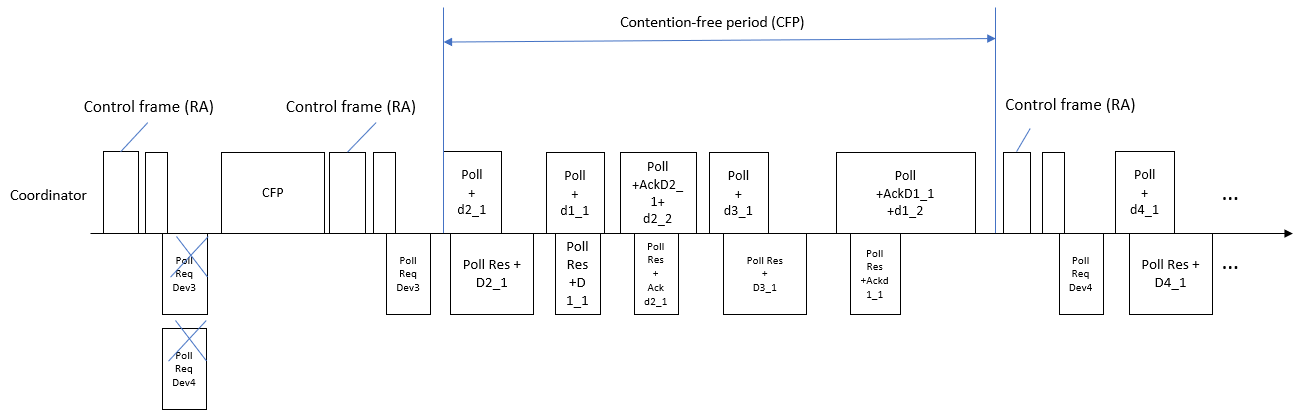 Contention-free period (CFP)
Control frame (RA)
Control frame (RA)
Control frame (RA)
Coordinator
CFP
Poll
+
d2_1
Poll
+
d1_1
Poll
+AckD2_
1+
d2_2
Poll
+
d3_1
Poll
+AckD1_1
+d1_2
Poll
+
d4_1
...
Poll
Req
Dev3
Poll
Req
Dev3
Poll Res +
D2_1
Poll
Res
+D
1_1
Poll
Res
+
Ack
d2_1
Poll Res
+
D3_1
Poll
Res
+Ackd
1_1
Poll
Req
Dev4
Poll Res +
D4_1
...
Poll
Req
Dev4